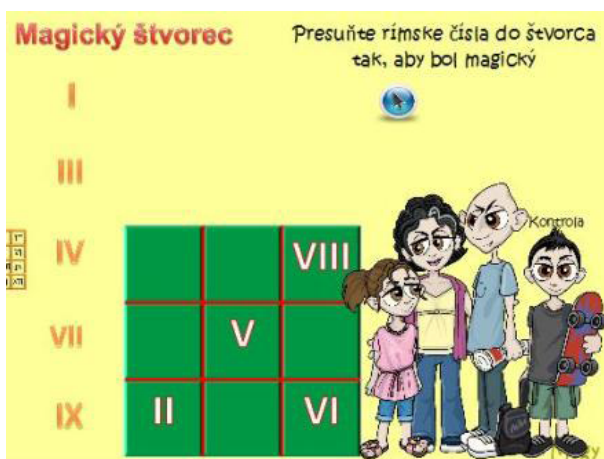 Magický štvorec
Presuňte rímske čísla do štvorca
tak, aby bol magický
I
III
Kontrola
IV
VIII
VII
V
IX
II
VI